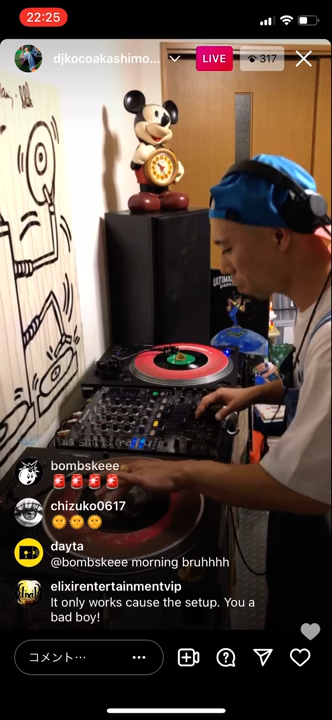 22:25
djkocoakashimo...
LIVE
317
ULTIMA
bombskeee
🚨🚨🚨🚨
chizuko0617
🌞🌞🌞
dayta
@bombskeee morning bruhhhh
elixirentertainmentvip
It only works cause the setup. You a
bad boy!
コメント…